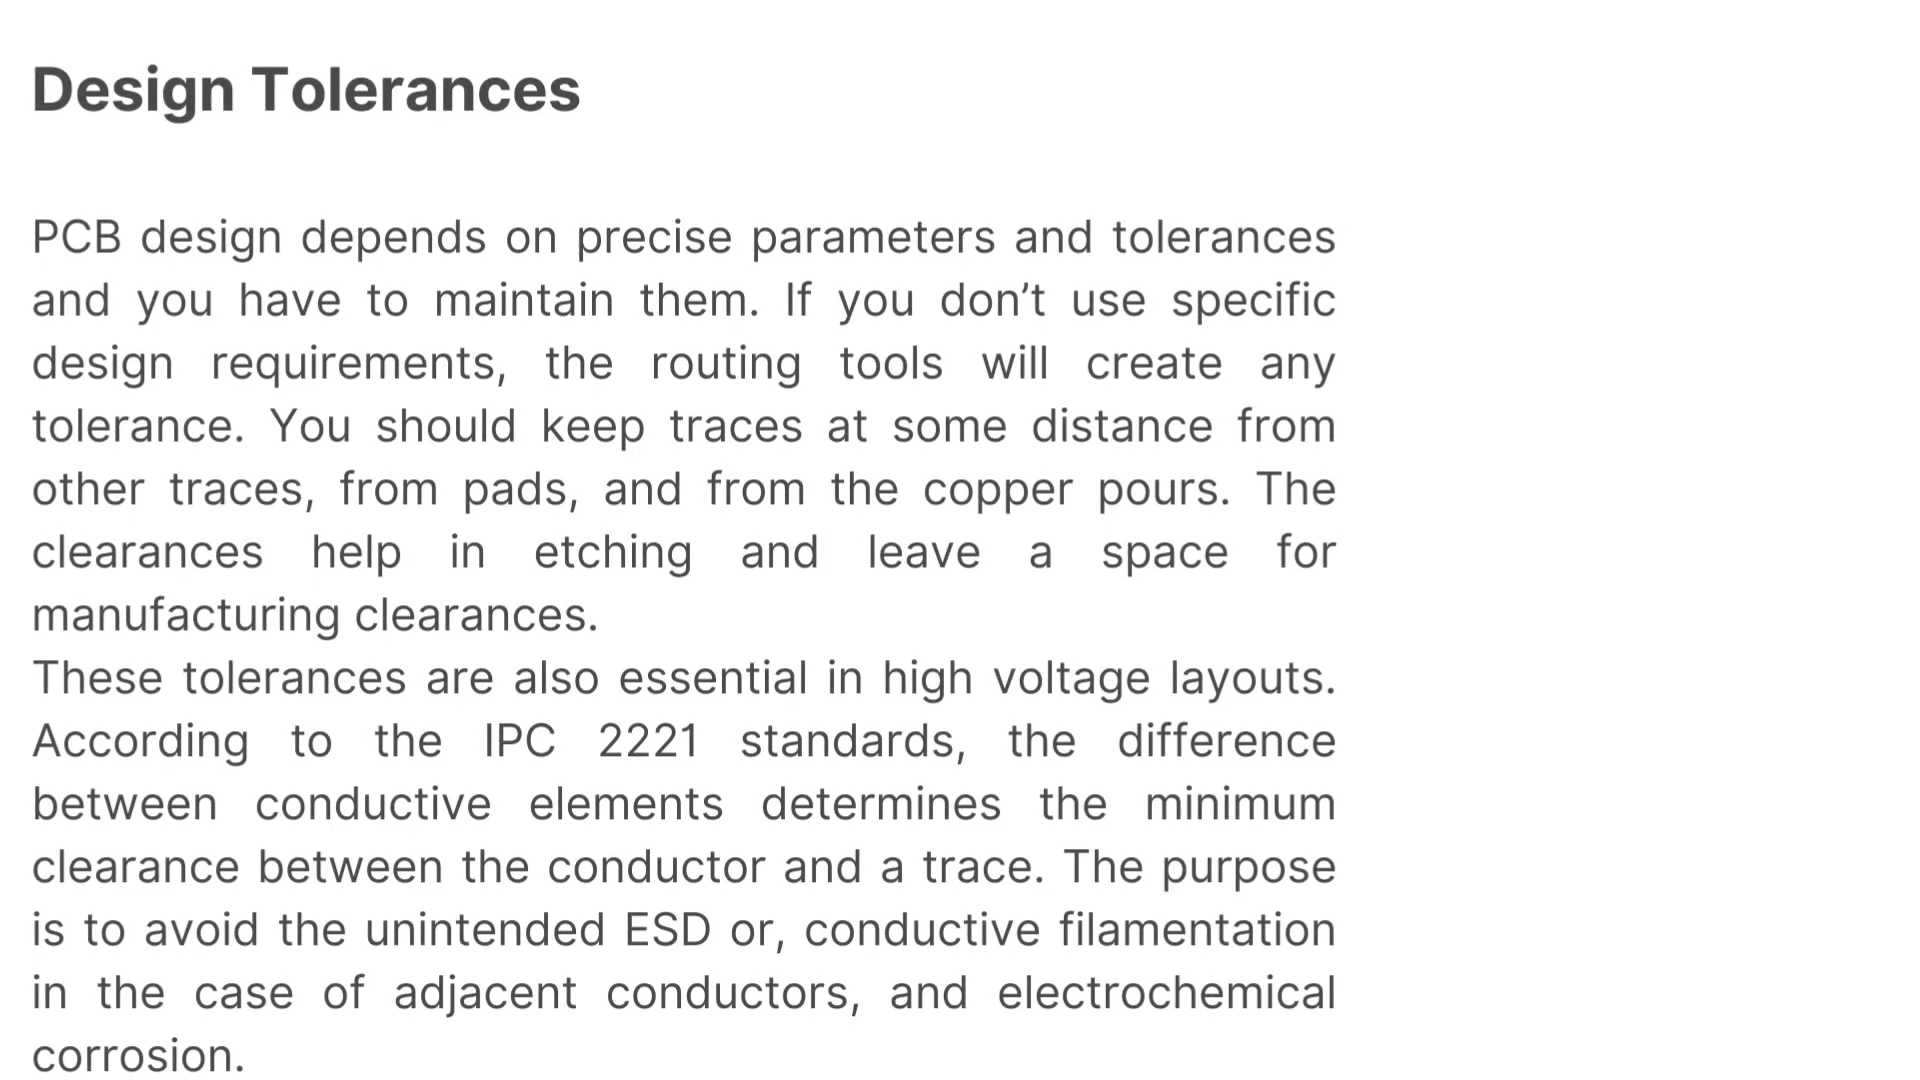 Design Tolerances
PCB design depends on precise parameters and tolerances
and you have to maintain them. If you don’t use specific
design requirements, the routing tools will create any
tolerance. You should keep traces at some distance from
other traces, from pads, and from the copper pours. The
clearances help in etching and leave a space for
manufacturing clearances.
These tolerances are also essential in high voltage layouts.
According to the IPC 2221 standards, the difference
between conductive elements determines the minimum
clearance between the conductor and a trace. The purpose
is to avoid the unintended ESD or, conductive filamentation
in the case of adjacent conductors, and electrochemical
corrosion.